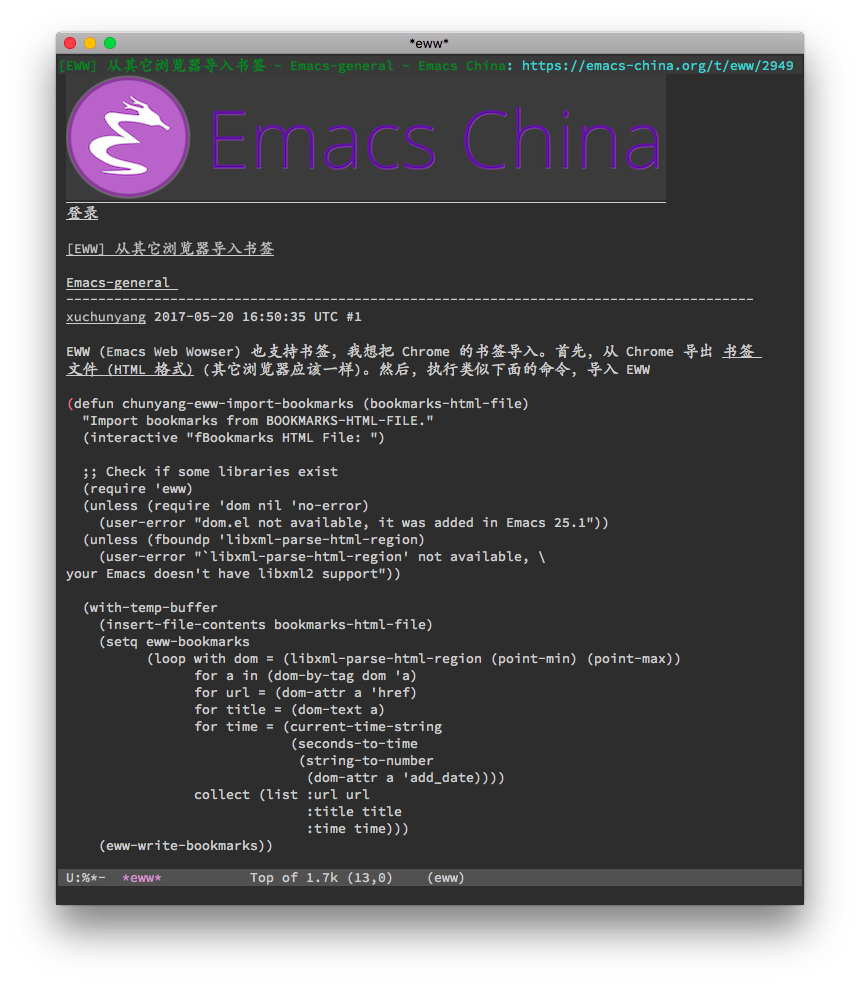 *eww*
[EWW] 从其它浏览器导入书签 - Emacs-general - Emacs China: https://emacs-china.org/t/eww/2949
Emacs China
登录
[EWW] 从其它浏览器导入书签
Emacs-general
--------------------------------------------------------------------------------------
xuchunyang 2017-05-20 16:50:35 UTC #1
EWW (Emacs Web Wowser) 也支持书签, 我想把 Chrome 的书签导入。首先, 从 Chrome 导出 书签
文件 (HTML 格式) (其它浏览器应该一样)。然后, 执行类似下面的命令, 导入 EWW
(defun chunyang-eww-import-bookmarks (bookmarks-html-file)
  "Import bookmarks from BOOKMARKS-HTML-FILE."
  (interactive "fBookmarks HTML File: ")
  ;; Check if some libraries exist
  (require 'eww)
  (unless (require 'dom nil 'no-error)
    (user-error "dom.el not available, it was added in Emacs 25.1"))
  (unless (fboundp 'libxml-parse-html-region)
    (user-error "`libxml-parse-html-region' not available, \
your Emacs doesn't have libxml2 support"))
  (with-temp-buffer
    (insert-file-contents bookmarks-html-file)
    (setq eww-bookmarks
          (loop with dom = (libxml-parse-html-region (point-min) (point-max))
                for a in (dom-by-tag dom 'a)
                for url = (dom-attr a 'href)
                for title = (dom-text a)
                for time = (current-time-string
                            (seconds-to-time
                             (string-to-number
                              (dom-attr a 'add_date))))
                collect (list :url url
                              :title title
                              :time time)))
    (eww-write-bookmarks))
U:%*-  *eww*           Top of 1.7k (13,0)    (eww)